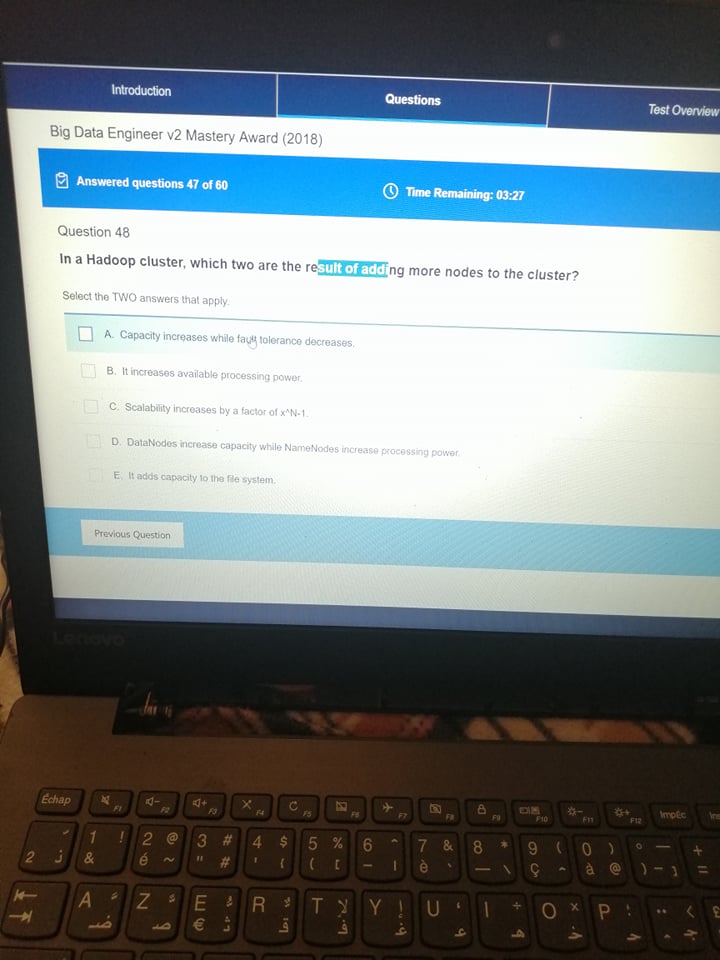 Introduction
Questions
Test Overview
Big Data Engineer v2 Mastery Award (2018)
Answered questions 47 of 60
Time Remaining: 03:27
Question 48
In a Hadoop cluster, which two are the result of adding more nodes to the cluster?
Select the TWO answers that apply.
A. Capacity increases while fault tolerance decreases.
B. It increases available processing power.
C. Scalability increases by a factor of x^N-1.
D. DataNodes increase capacity while NameNodes increase processing power.
E. It adds capacity to the file system.
Previous Question
Lenovo
Échap F1 F2 F3 F4 F5 F6 F7 F8 F9 F10 F11 F12 ImpÉc Ins
2 ذ 1 ! & 2 @ é ~ 3 # " # 4 $ ' { 5 % ( [ 6 - | 7 & è ` 8 * _ \ 9 ( ç ^ 0 ) à @ ° _ ) - ] + =
A ض Z ص E € ث R ق T لإ ف Y إ غ U ع I ÷ ه O × خ P ؛ ح < ج £